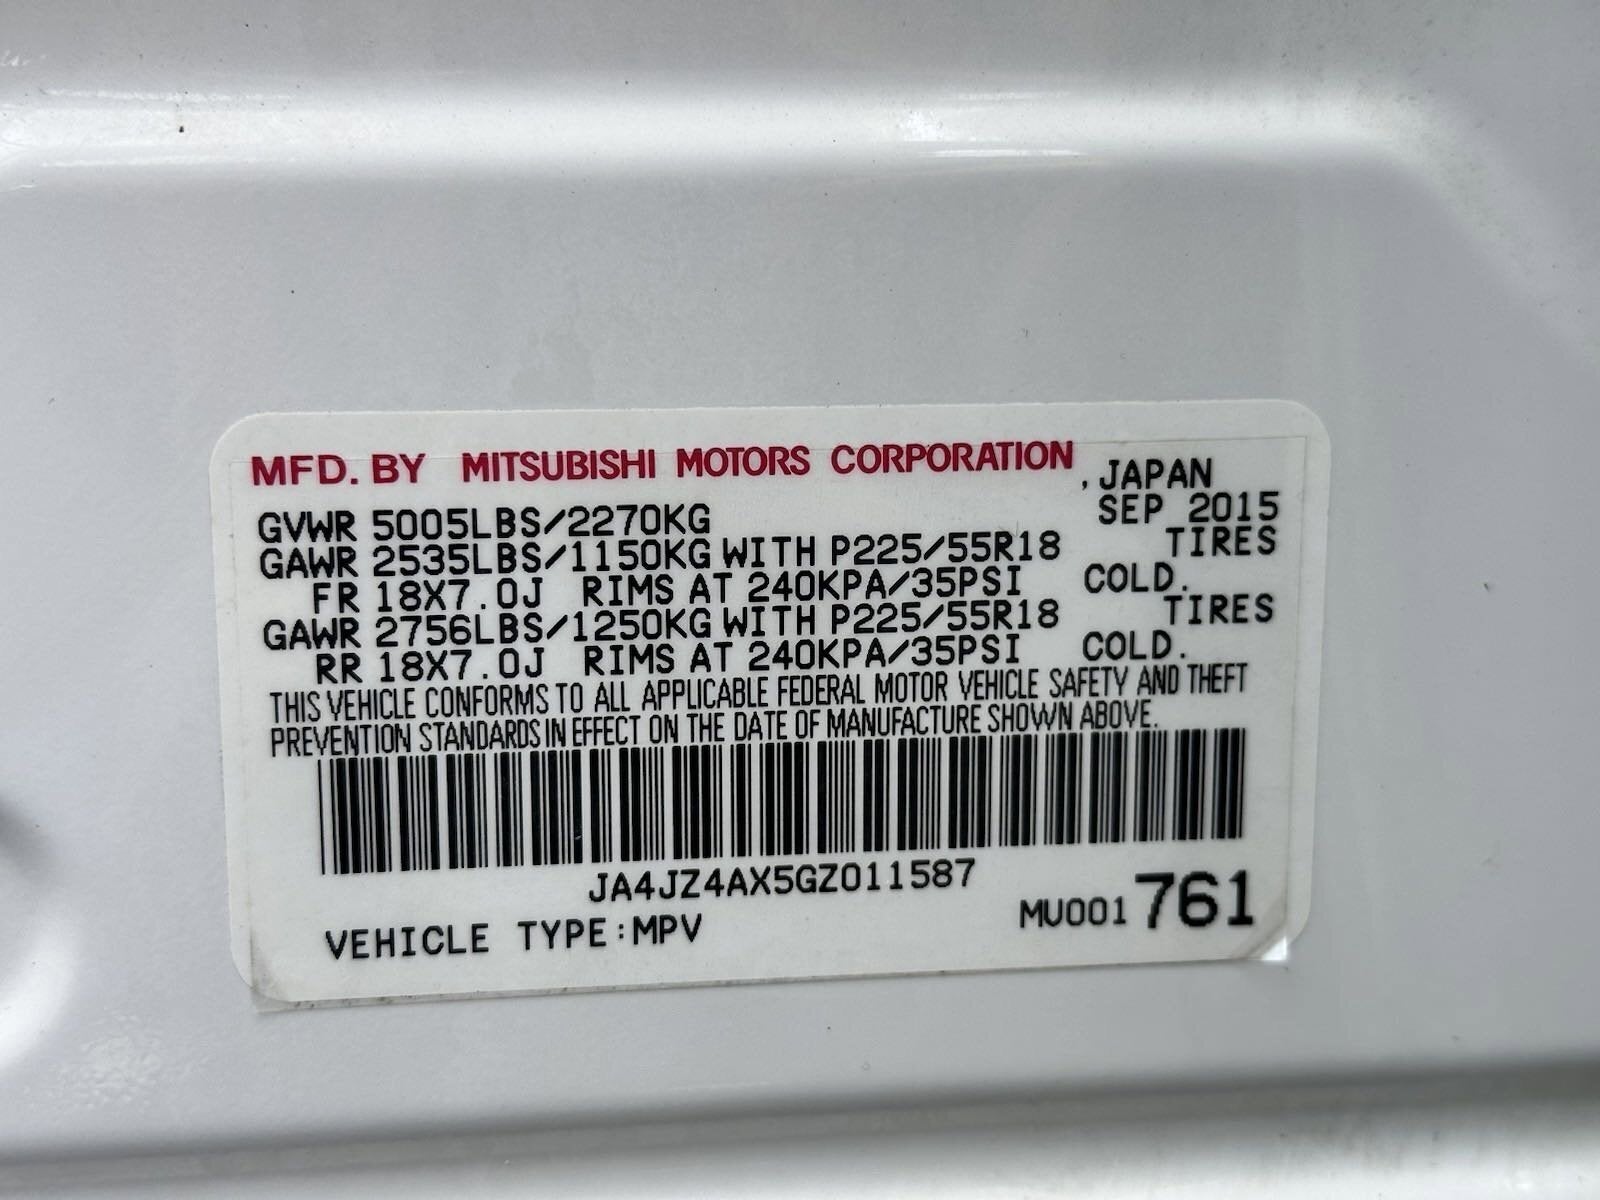 MFD. BY MITSUBISHI MOTORS CORPORATION , JAPAN
GVWR 5005LBS/2270KG SEP 2015
GAWR 2535LBS/1150KG WITH P225/55R18 TIRES
FR 18X7.0J RIMS AT 240KPA/35PSI COLD.
GAWR 2756LBS/1250KG WITH P225/55R18 TIRES
RR 18X7.0J RIMS AT 240KPA/35PSI COLD.
THIS VEHICLE CONFORMS TO ALL APPLICABLE FEDERAL MOTOR VEHICLE SAFETY AND THEFT
PREVENTION STANDARDS IN EFFECT ON THE DATE OF MANUFACTURE SHOWN ABOVE.
JA4JZ4AX5GZ011587
VEHICLE TYPE:MPV MU001 761